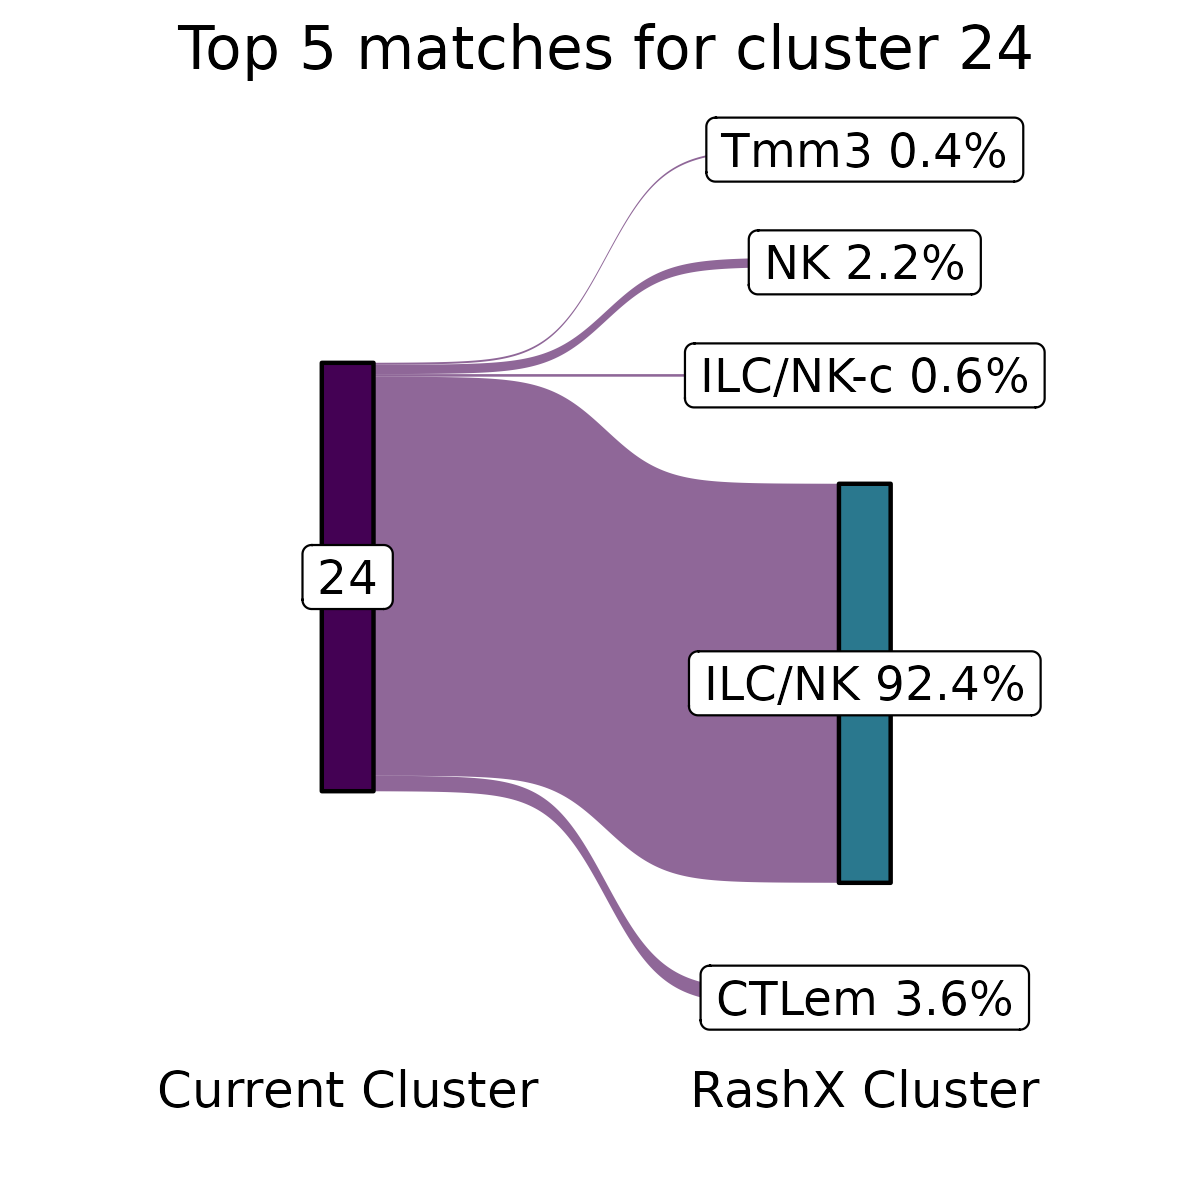 Top 5 matches for cluster 24
Tmm3 0.4%
NK 2.2%
ILC/NK-c 0.6%
24
ILC/NK 92.4%
CTLem 3.6%
Current Cluster
RashX Cluster